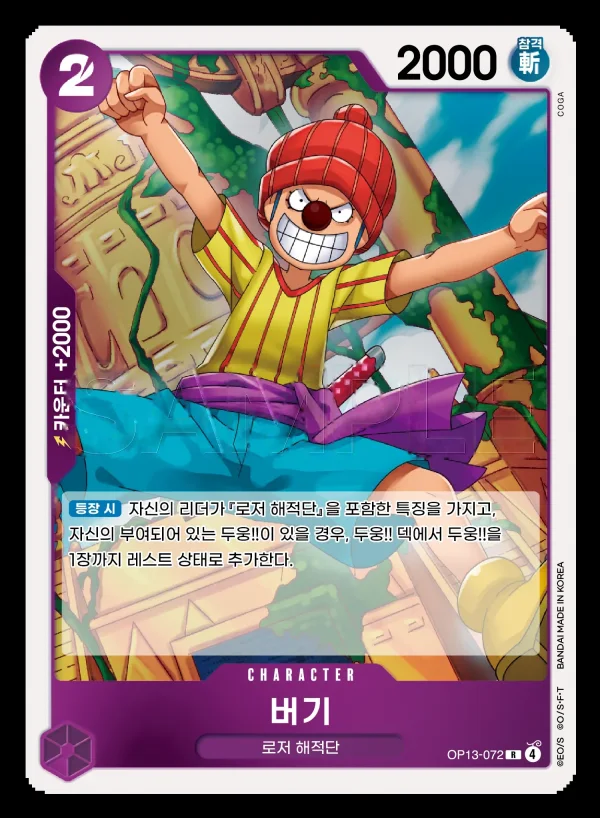 2
2000
참격
斬
COGA
카운터 +2000
SAMPLE
등장 시 자신의 리더가 『로저 해적단』을 포함한 특징을 가지고,
자신의 부여되어 있는 두웅!!이 있을 경우, 두웅!! 덱에서 두웅!!을
1장까지 레스트 상태로 추가한다.
BANDAI MADE IN KOREA
©EO/S ©O/S·F·T
CHARACTER
버기
로저 해적단
OP13-072 R 4